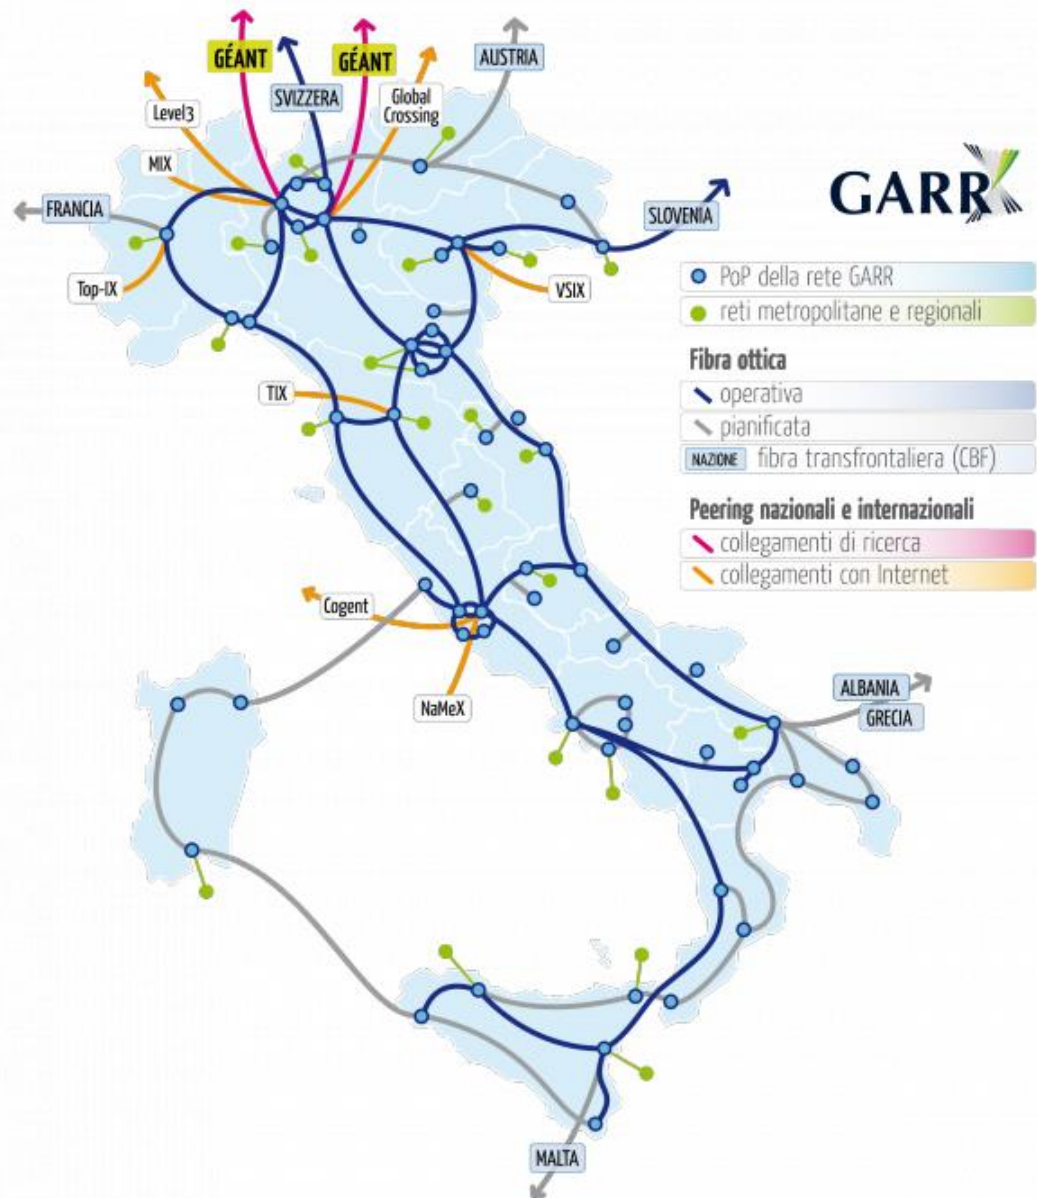 GÉANT
GÉANT
AUSTRIA
SVIZZERA
Global
Crossing
Level3
MIX
FRANCIA
SLOVENIA
Top-IX
VSIX
TIX
Cogent
NaMeX
ALBANIA
GRECIA
MALTA
GARR
PoP della rete GARR
reti metropolitane e regionali
Fibra ottica
operativa
pianificata
NAZIONE fibra transfrontaliera (CBF)
Peering nazionali e internazionali
collegamenti di ricerca
collegamenti con Internet